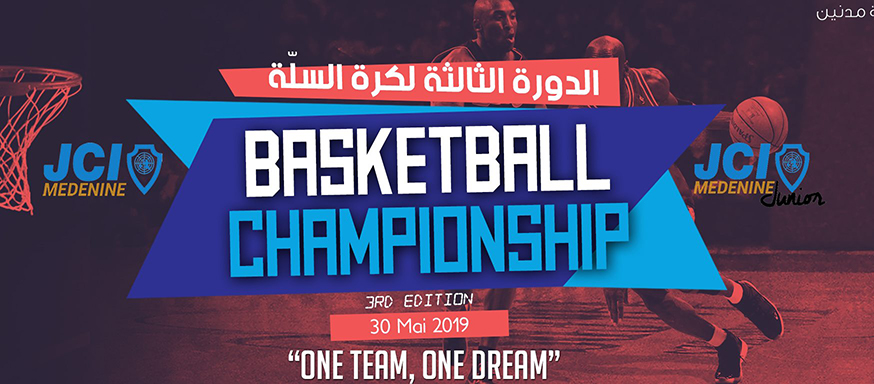 ة مدنين
الدورة الثالثة لكرة السلّة
BASKETBALL
CHAMPIONSHIP
JCI
MEDENINE
JCI
MEDENINE
Junior
3RD EDITION
30 Mai 2019
“ONE TEAM, ONE DREAM”